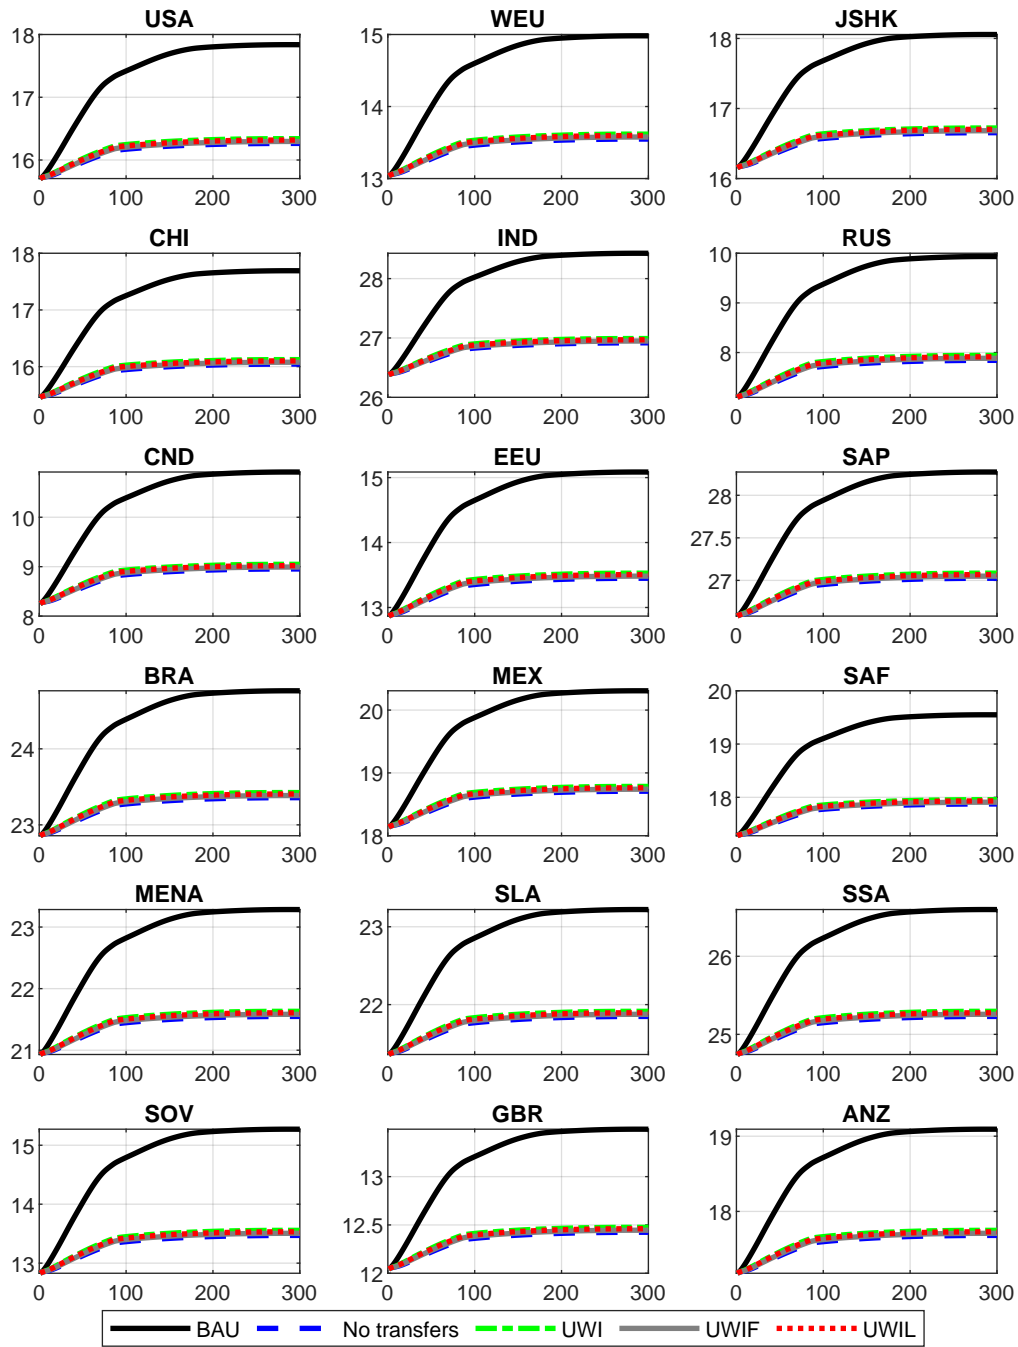 USA WEU JSHK
18 15 18
17 14 17
16 13 16
0 100 200 300 0 100 200 300 0 100 200 300
CHI IND RUS
18 28 10
17 27 9
16 26 8
0 100 200 300 0 100 200 300 0 100 200 300
CND EEU SAP
10 15 28
9 14 27.5
8 13 27
0 100 200 300 0 100 200 300 0 100 200 300
BRA MEX SAF
24 20 20
23 19 19
18 18
0 100 200 300 0 100 200 300 0 100 200 300
MENA SLA SSA
23 23 26
22 22 25
21
0 100 200 300 0 100 200 300 0 100 200 300
SOV GBR ANZ
15 13 19
14 12.5 18
13 12
0 100 200 300 0 100 200 300 0 100 200 300
BAU No transfers UWI UWIF UWIL